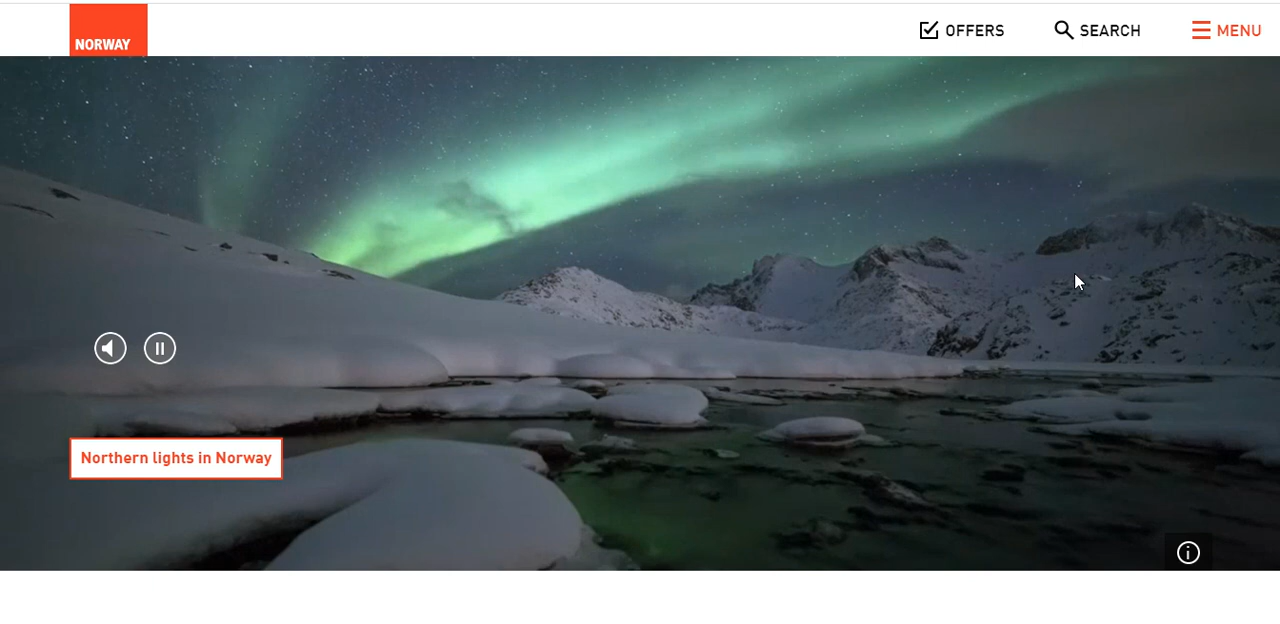 NORWAY
OFFERS
SEARCH
MENU
Northern lights in Norway